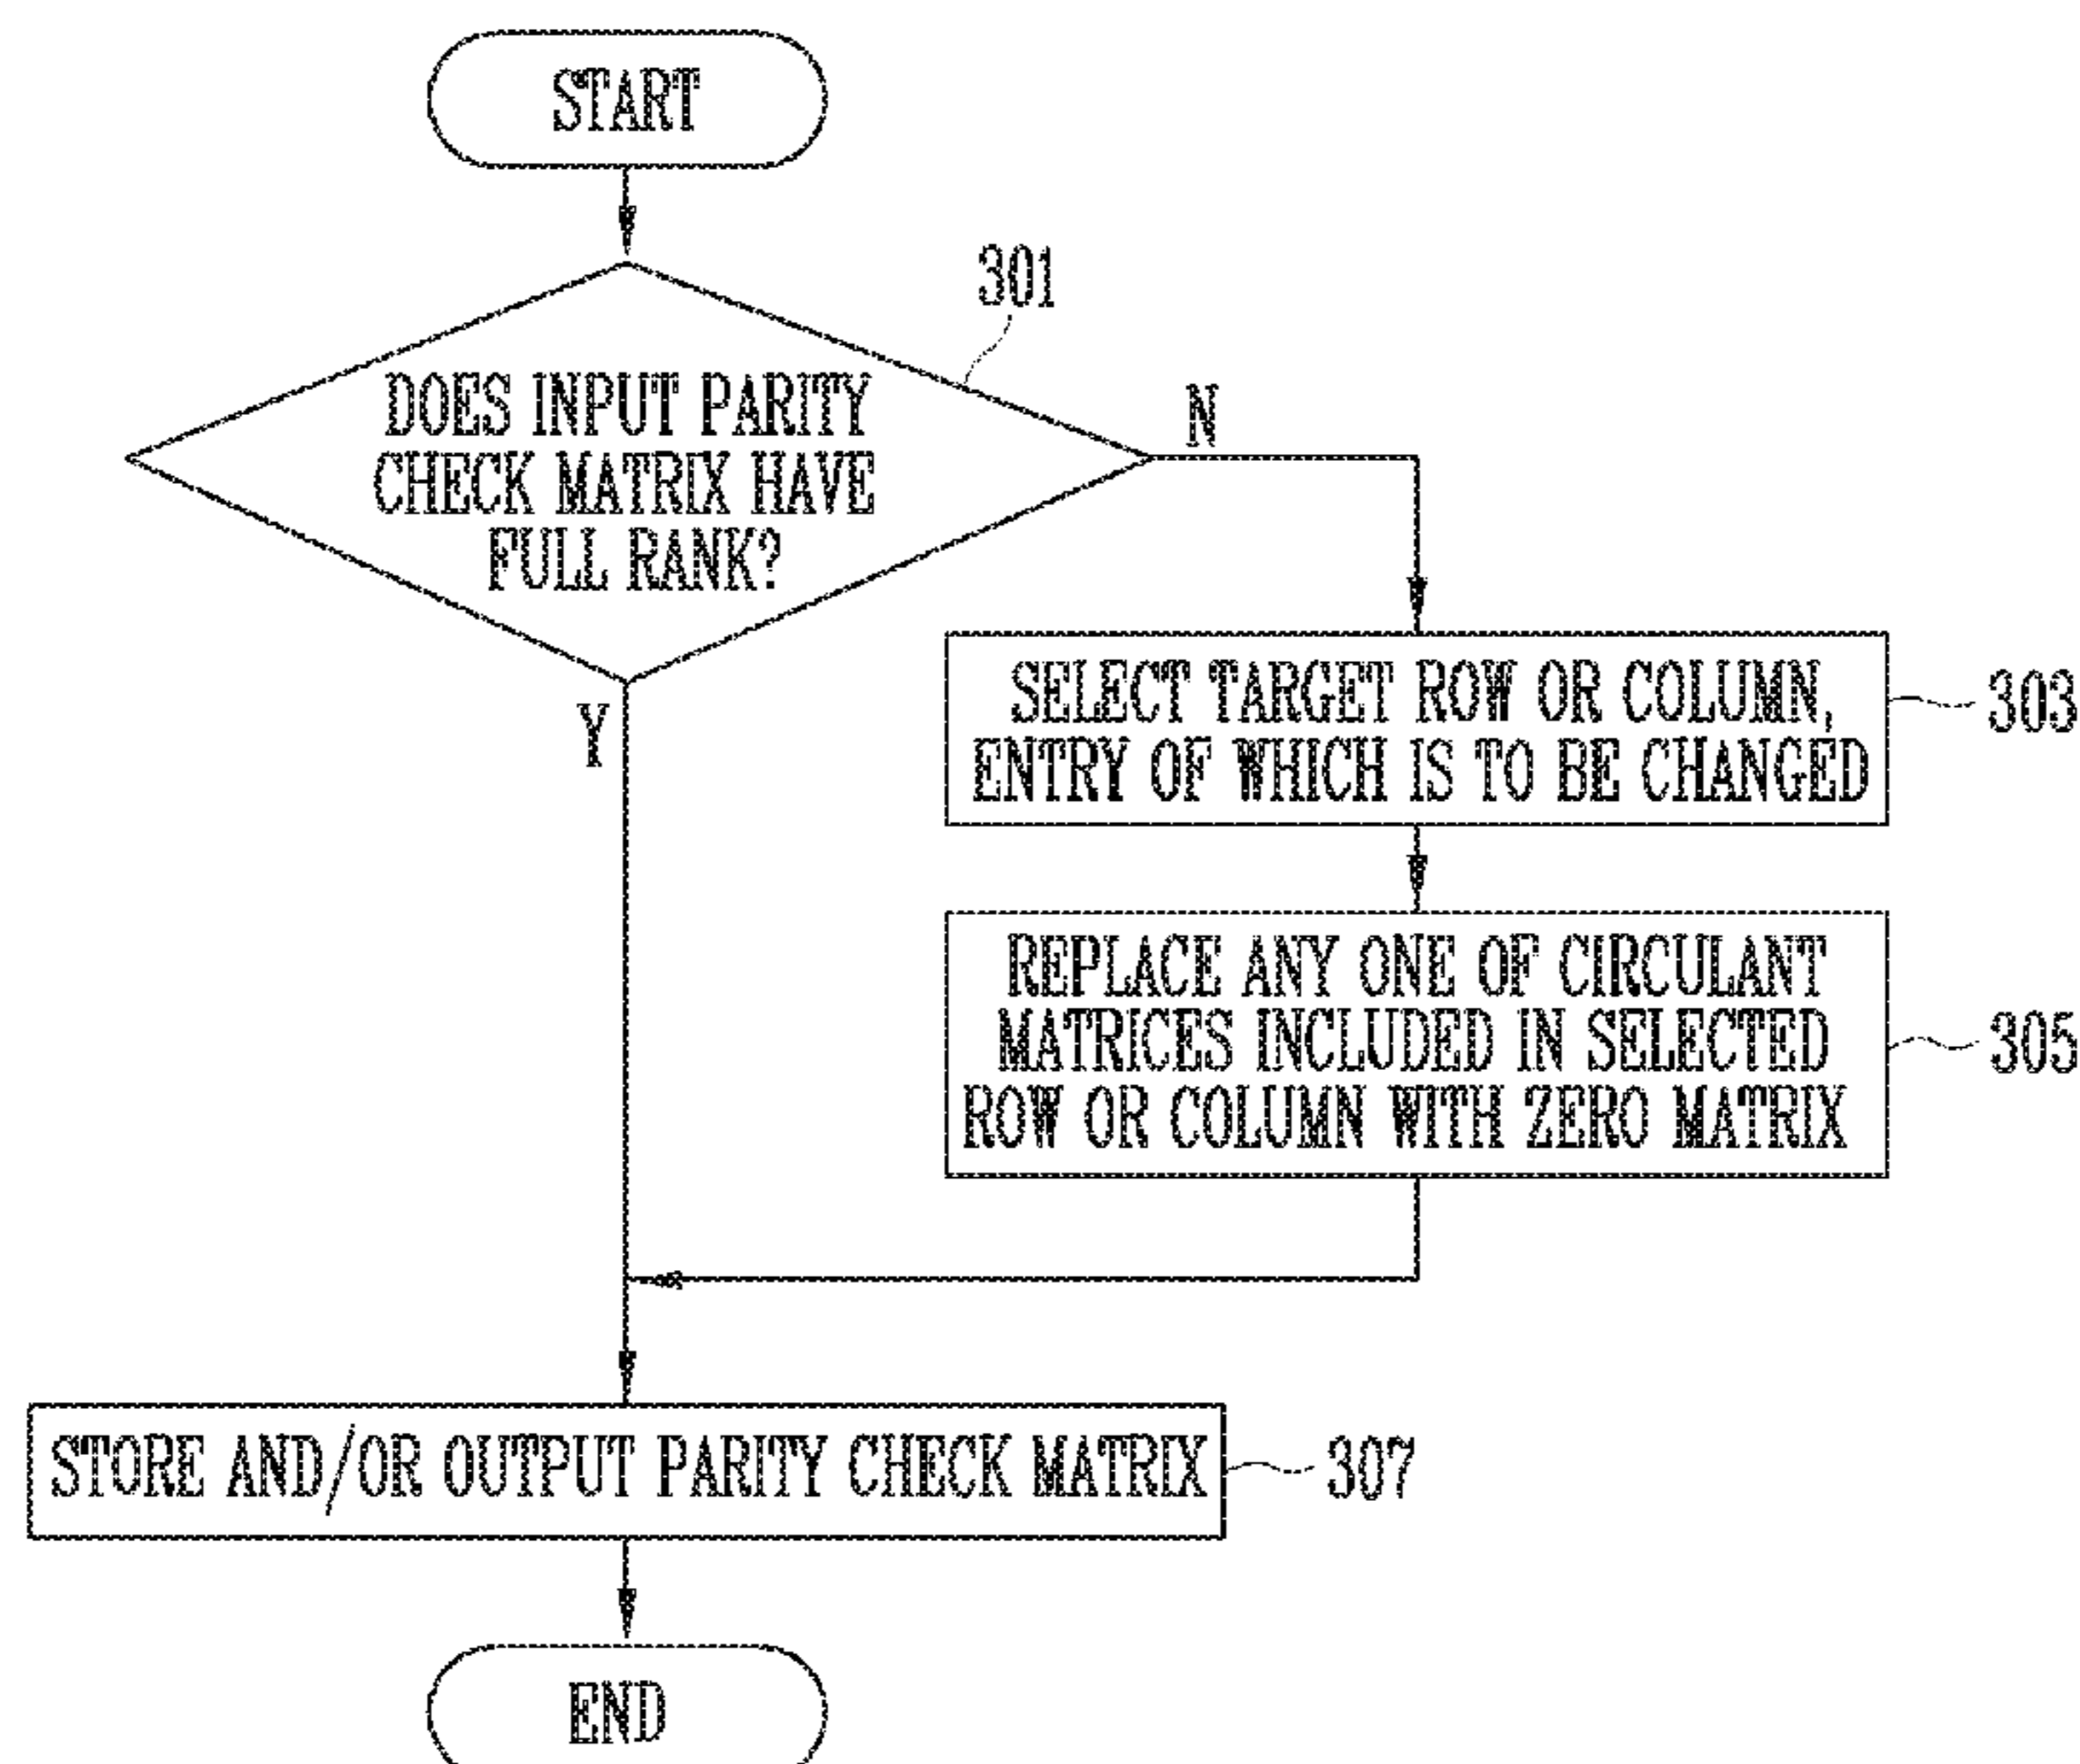 START
301
DOES INPUT PARITY
CHECK MATRIX HAVE
FULL RANK?
N
Y
SELECT TARGET ROW OR COLUMN,
ENTRY OF WHICH IS TO BE CHANGED
303
REPLACE ANY ONE OF CIRCULANT
MATRICES INCLUDED IN SELECTED
ROW OR COLUMN WITH ZERO MATRIX
305
STORE AND/OR OUTPUT PARITY CHECK MATRIX
307
END